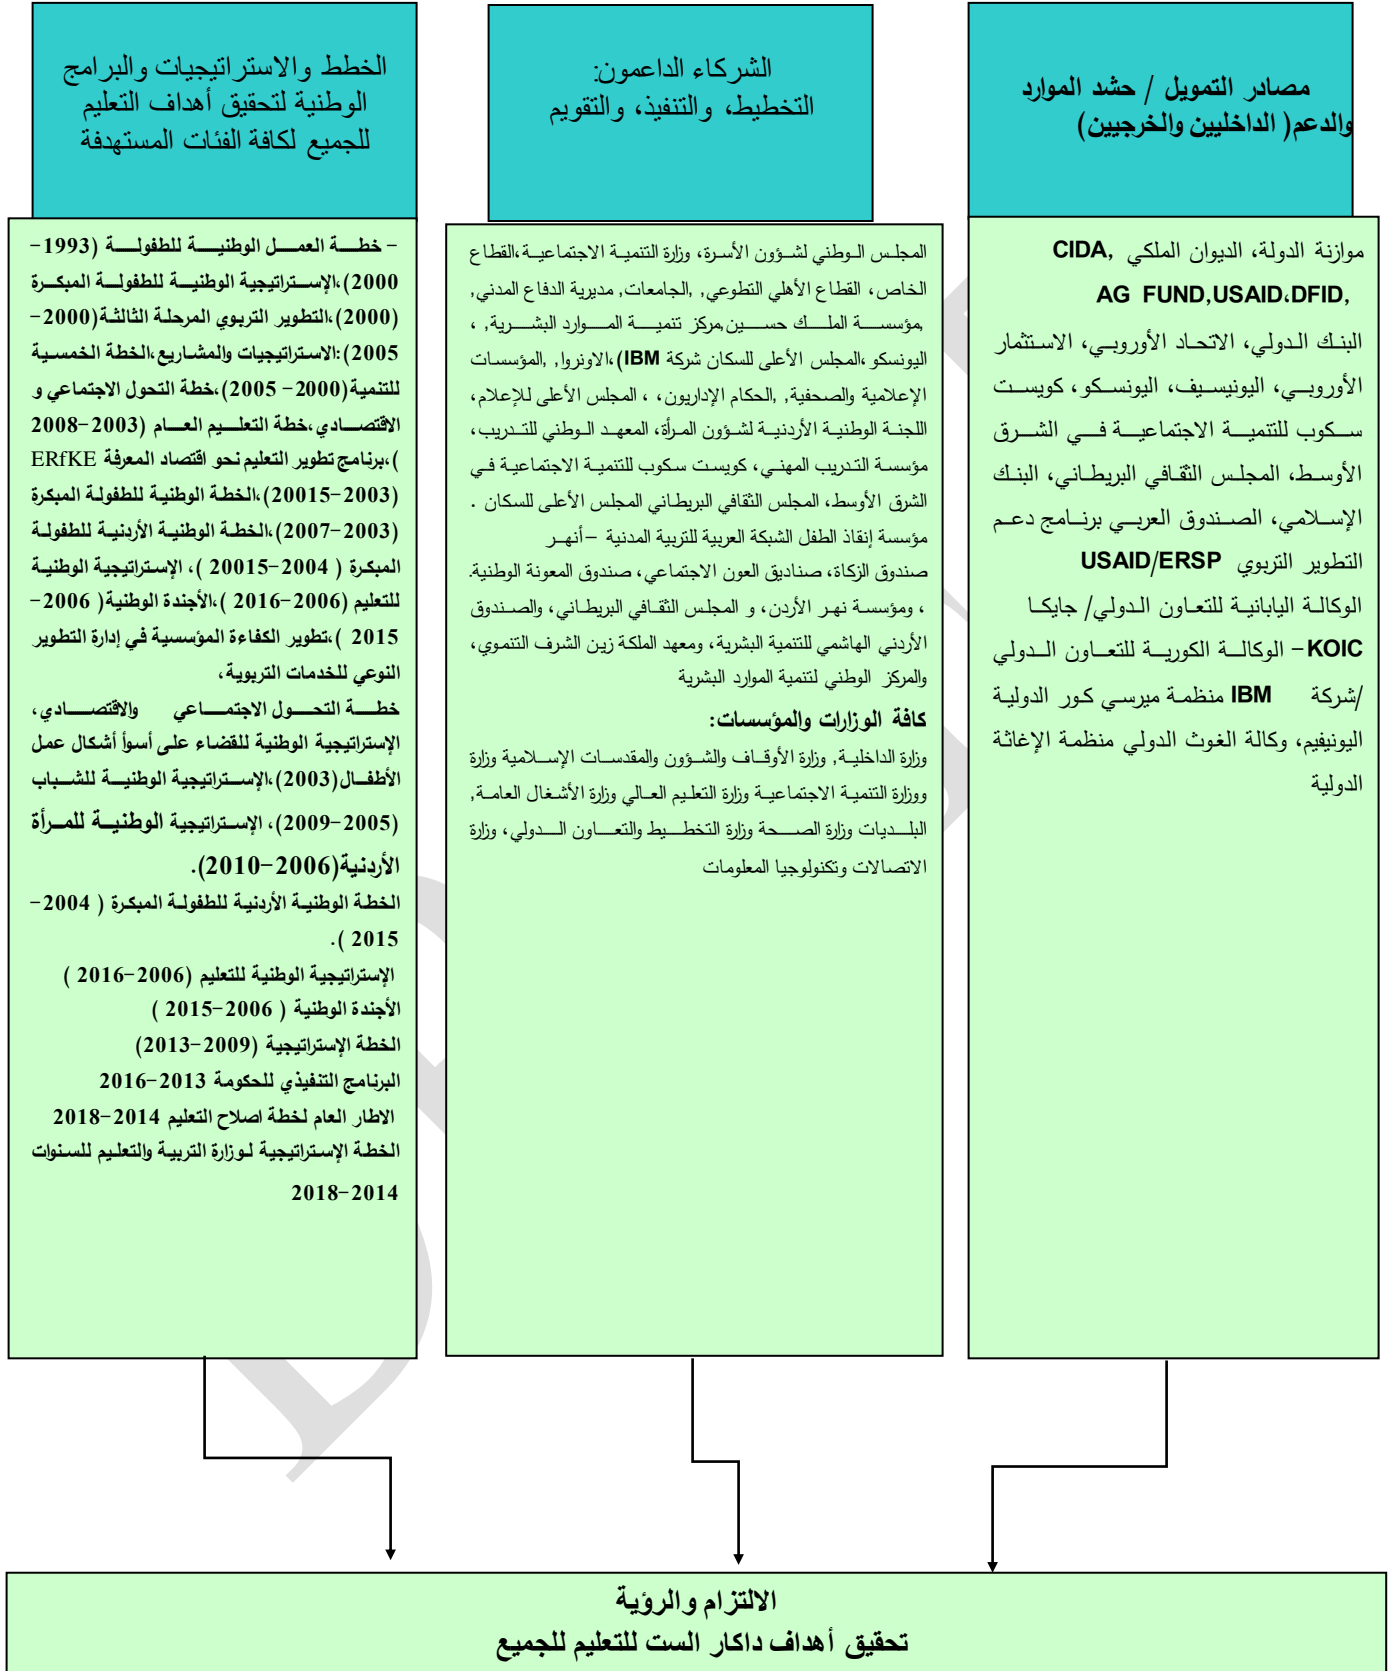 مصادر التمويل / حشد الموارد
والدعم( الداخليين والخرجيين)
موازنة الدولة، الديوان الملكي ,CIDA
AG FUND,USAID،DFID,
البنك الدولي، الاتحاد الأوروبي، الاستثمار
الأوروبي، اليونيسيف، اليونسكو، كويست
سكوب للتنمية الاجتماعية في الشرق
الأوسط، المجلس الثقافي البريطاني، البنك
الإسلامي، الصندوق العربي برنامج دعم
التطوير التربوي USAID/ERSP
الوكالة اليابانية للتعاون الدولي/ جايكا
KOIC– الوكالة الكورية للتعاون الدولي
/شركة IBM منظمة ميرسي كور الدولية
اليونيفيم، وكالة الغوث الدولي منظمة الإغاثة
الدولية
الشركاء الداعمون:
التخطيط، والتنفيذ، والتقويم
المجلس الوطني لشؤون الأسرة، وزارة التنمية الاجتماعية،القطاع
الخاص، القطاع الأهلي التطوعي, ,الجامعات, مديرية الدفاع المدني,
,مؤسسة الملك حسين,مركز تنمية الموارد البشرية, ،
اليونسكو ،المجلس الأعلى للسكان شركة IBM)،الاونروا, ,المؤسسات
الإعلامية والصحفية, ,الحكام الإداريون، ، المجلس الأعلى للإعلام،
اللجنة الوطنية الأردنية لشؤون المرأة، المعهد الوطني للتدريب،
مؤسسة التدريب المهني، كويست سكوب للتنمية الاجتماعية في
الشرق الأوسط، المجلس الثقافي البريطاني المجلس الأعلى للسكان .
مؤسسة إنقاذ الطفل الشبكة العربية للتربية المدنية –أنهر
صندوق الزكاة، صناديق العون الاجتماعي، صندوق المعونة الوطنية.
، ومؤسسة نهر الأردن، و المجلس الثقافي البريطاني، والصندوق
الأردني الهاشمي للتنمية البشرية، ومعهد الملكة زين الشرف التنموي،
والمركز الوطني لتنمية الموارد البشرية
كافة الوزارات والمؤسسات:
وزارة الداخلية, وزارة الأوقاف والشؤون والمقدسات الإسلامية وزارة
ووزارة التنمية الاجتماعية وزارة التعليم العالي وزارة الأشغال العامة,
البلديات وزارة الصحة وزارة التخطيط والتعاون الدولي، وزارة
الاتصالات وتكنولوجيا المعلومات
الخطط والاستراتيجيات والبرامج
الوطنية لتحقيق أهداف التعليم
للجميع لكافة الفئات المستهدفة
– خطة العمل الوطنية للطفولة (1993–
2000)،الإستراتيجية الوطنية للطفولة المبكرة
(2000)،التطوير التربوي المرحلة الثالثة(2000–
2005):الاستراتيجيات والمشاريع،الخطة الخمسية
للتنمية(2000– 2005)،خطة التحول الاجتماعي و
الاقتصادي،خطة التعليم العام (2003–2008
)،برنامج تطوير التعليم نحو اقتصاد المعرفة ERfKE
(2003–20015)،الخطة الوطنية للطفولة المبكرة
(2003–2007)،الخطة الوطنية الأردنية للطفولة
المبكرة ( 2004–20015 )، الإستراتيجية الوطنية
للتعليم (2006–2016 )،الأجندة الوطنية( 2006–
2015 )،تطوير الكفاءة المؤسسية في إدارة التطوير
النوعي للخدمات التربوية،
خطة التحول الاجتماعي والاقتصادي،
الإستراتيجية الوطنية للقضاء على أسوأ أشكال عمل
الأطفال(2003)،الإستراتيجية الوطنية للشباب
(2005–2009)، الإستراتيجية الوطنية للمرأة
الأردنية(2006–2010).
الخطة الوطنية الأردنية للطفولة المبكرة ( 2004–
2015 ).
الإستراتيجية الوطنية للتعليم (2006–2016 )
الأجندة الوطنية ( 2006–2015 )
الخطة الإستراتيجية (2009–2013)
البرنامج التنفيذي للحكومة 2013–2016
الاطار العام لخطة اصلاح التعليم 2014–2018
الخطة الإستراتيجية لوزارة التربية والتعليم للسنوات
2014–2018
الالتزام والرؤية
تحقيق أهداف داكار الست للتعليم للجميع